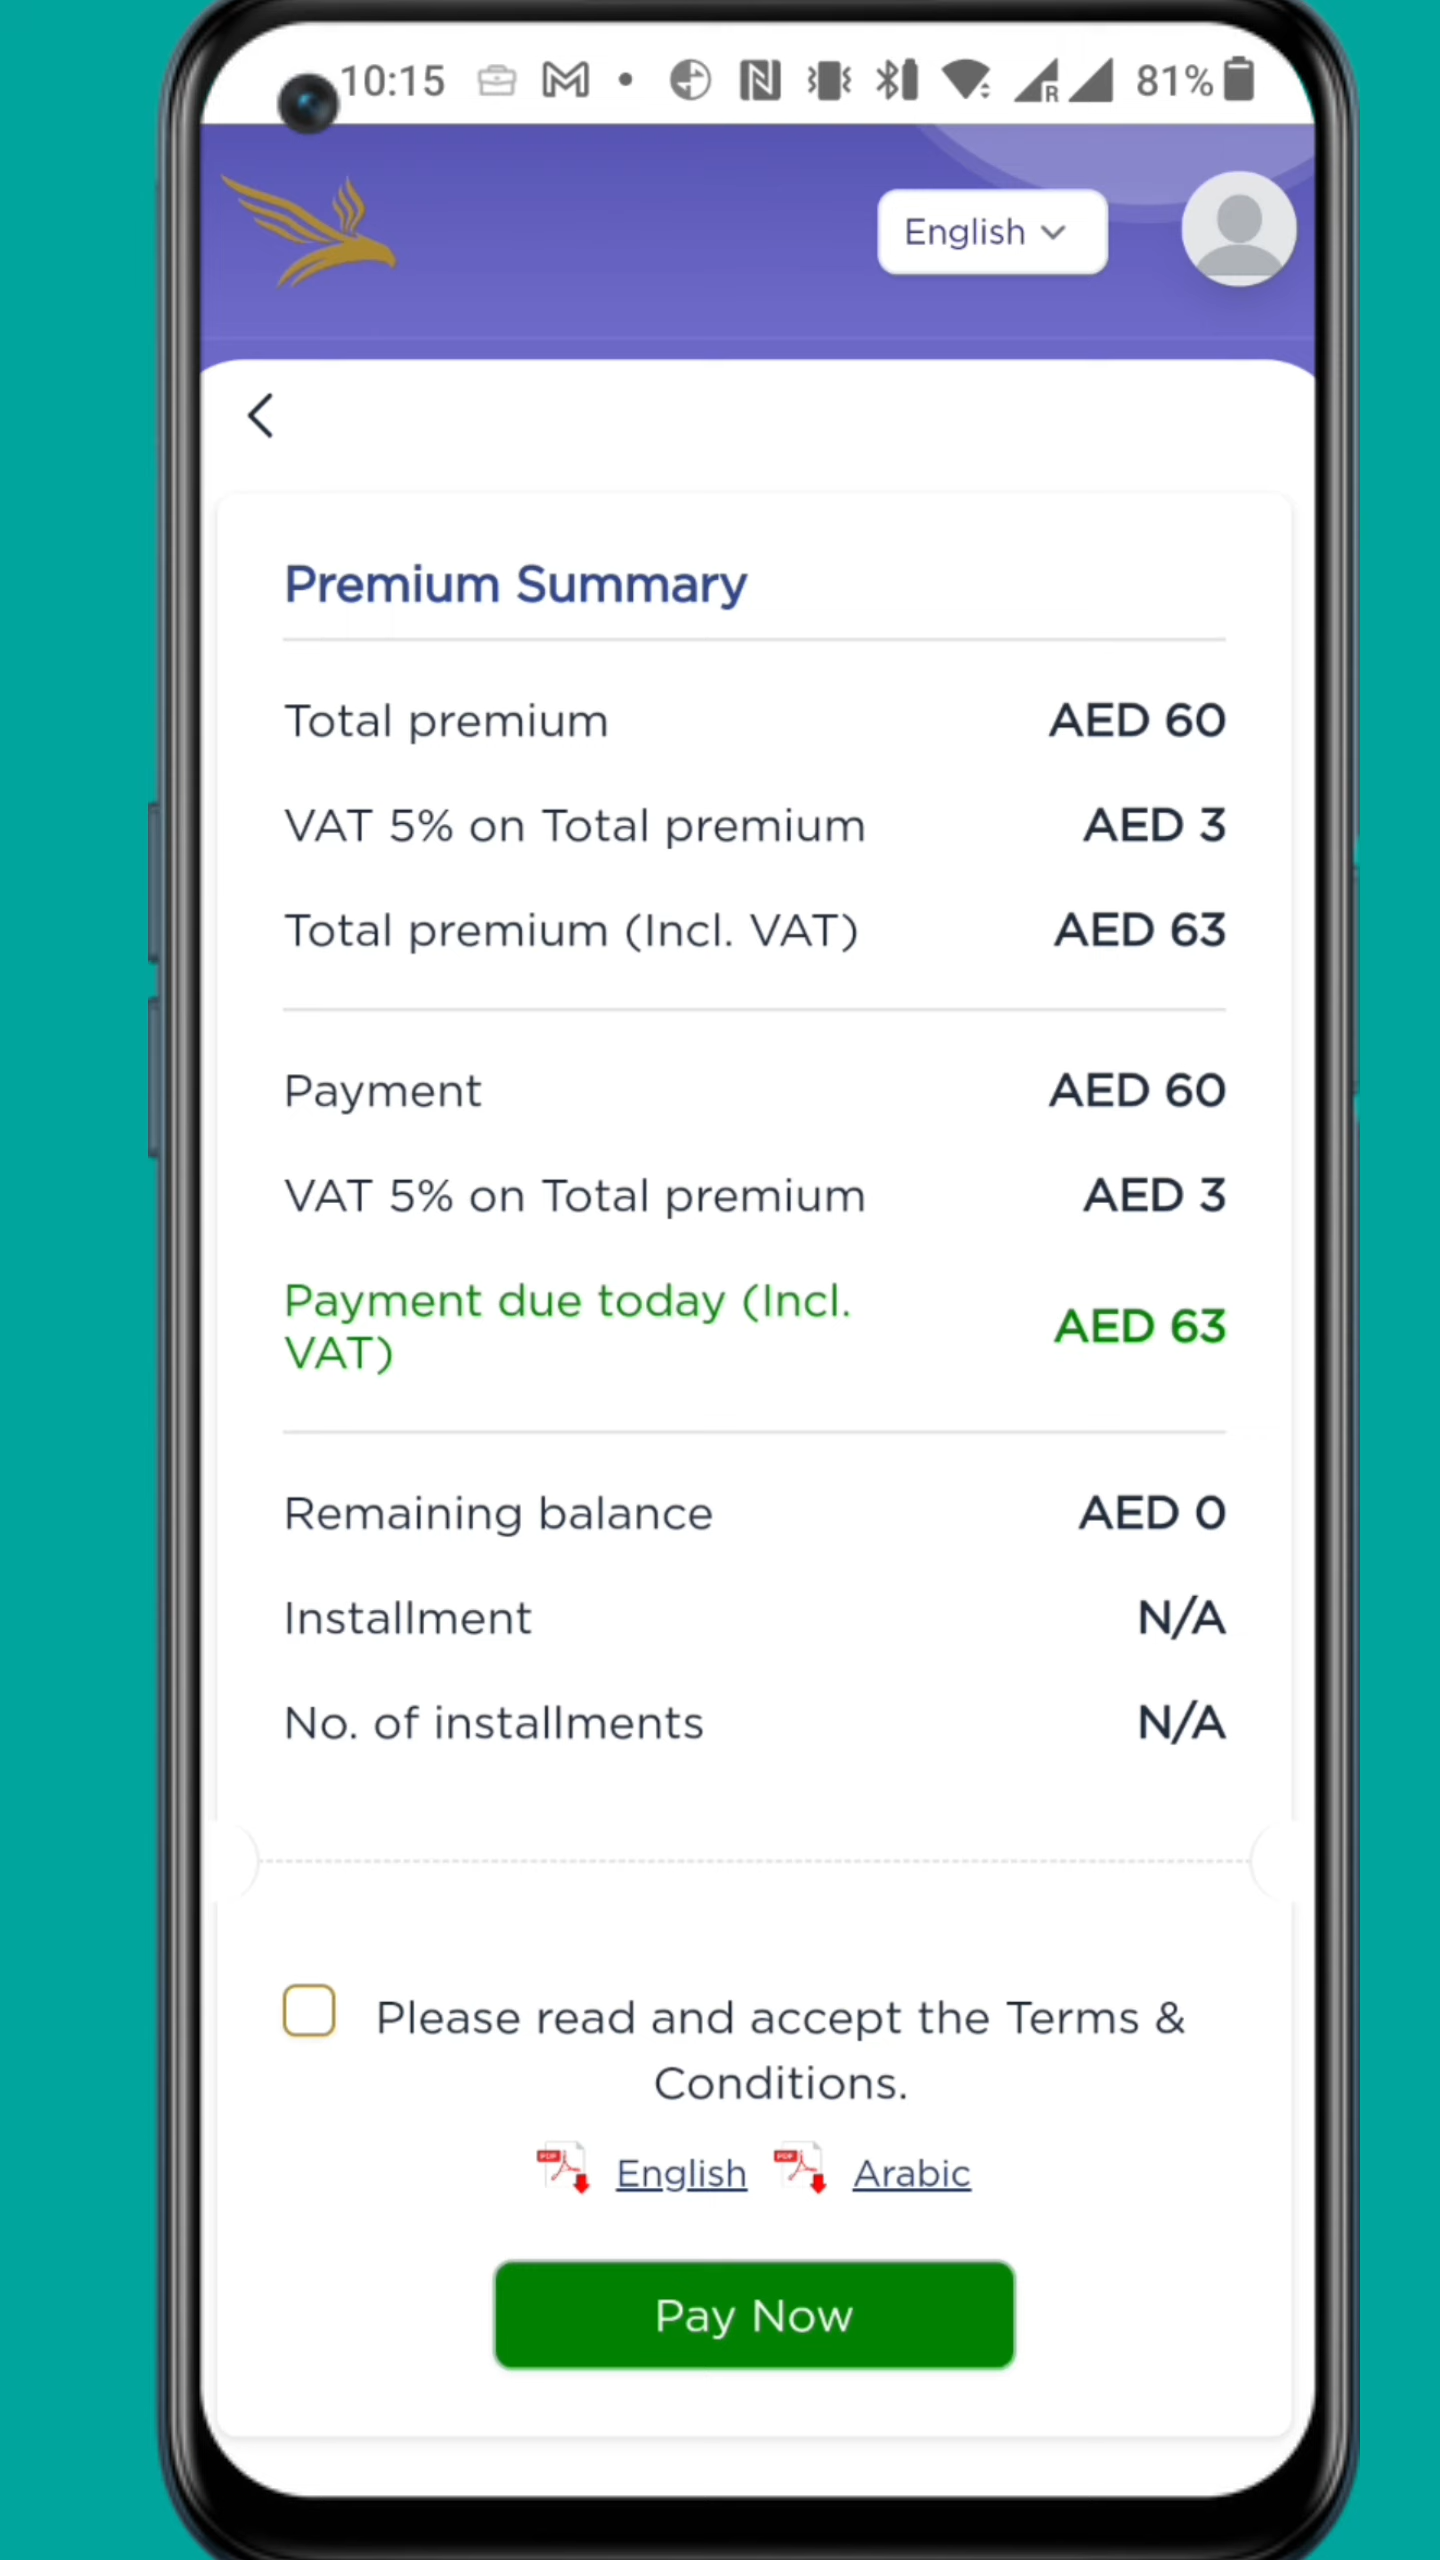 10:15
R
81%
English
Premium Summary
Total premium AED 60
VAT 5% on Total premium AED 3
Total premium (Incl. VAT) AED 63
Payment AED 60
VAT 5% on Total premium AED 3
Payment due today (Incl.
VAT) AED 63
Remaining balance AED 0
Installment N/A
No. of installments N/A
Please read and accept the Terms &
Conditions.
PDF English PDF Arabic
Pay Now